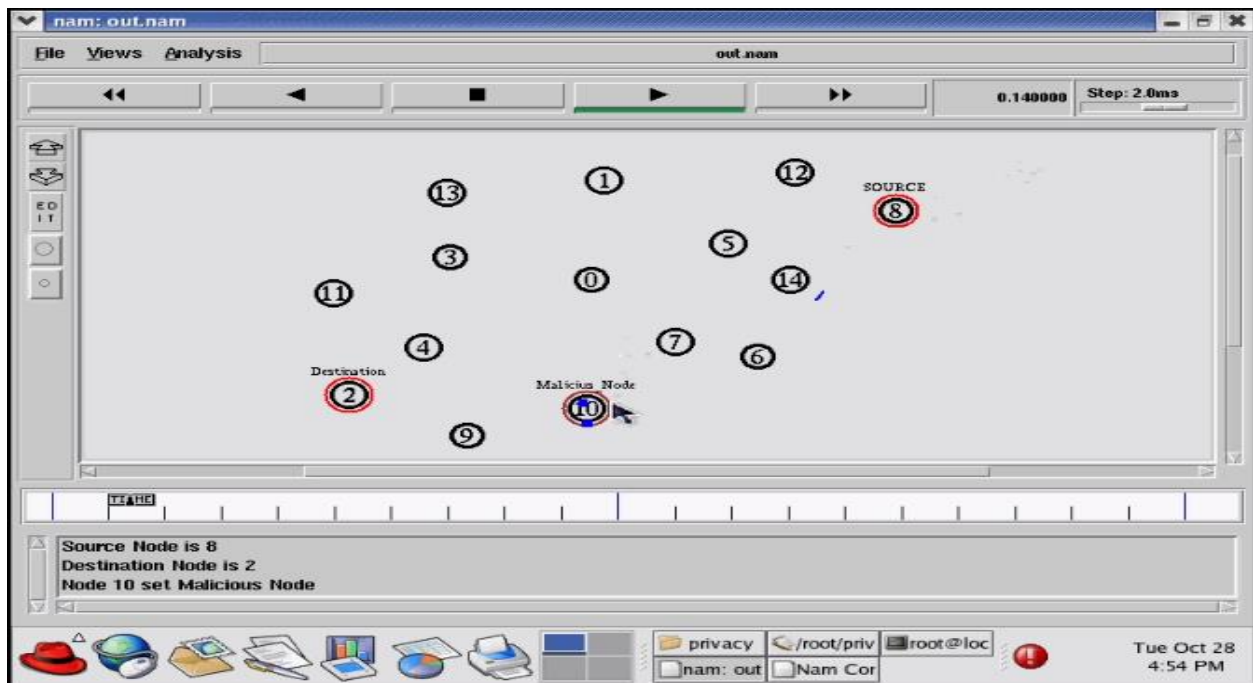 nam: out.nam
File Views Analysis out.nam
0.140000 Step: 2.0ms
ED
IT
13
1
12
SOURCE
8
5
3
0
14
11
4
7
6
Destination
2
Malicius Node
10
9
TIME
Source Node is 8
Destination Node is 2
Node 10 set Malicious Node
privacy /root/priv root@loc
nam: out Nam Cor
Tue Oct 28
4:54 PM